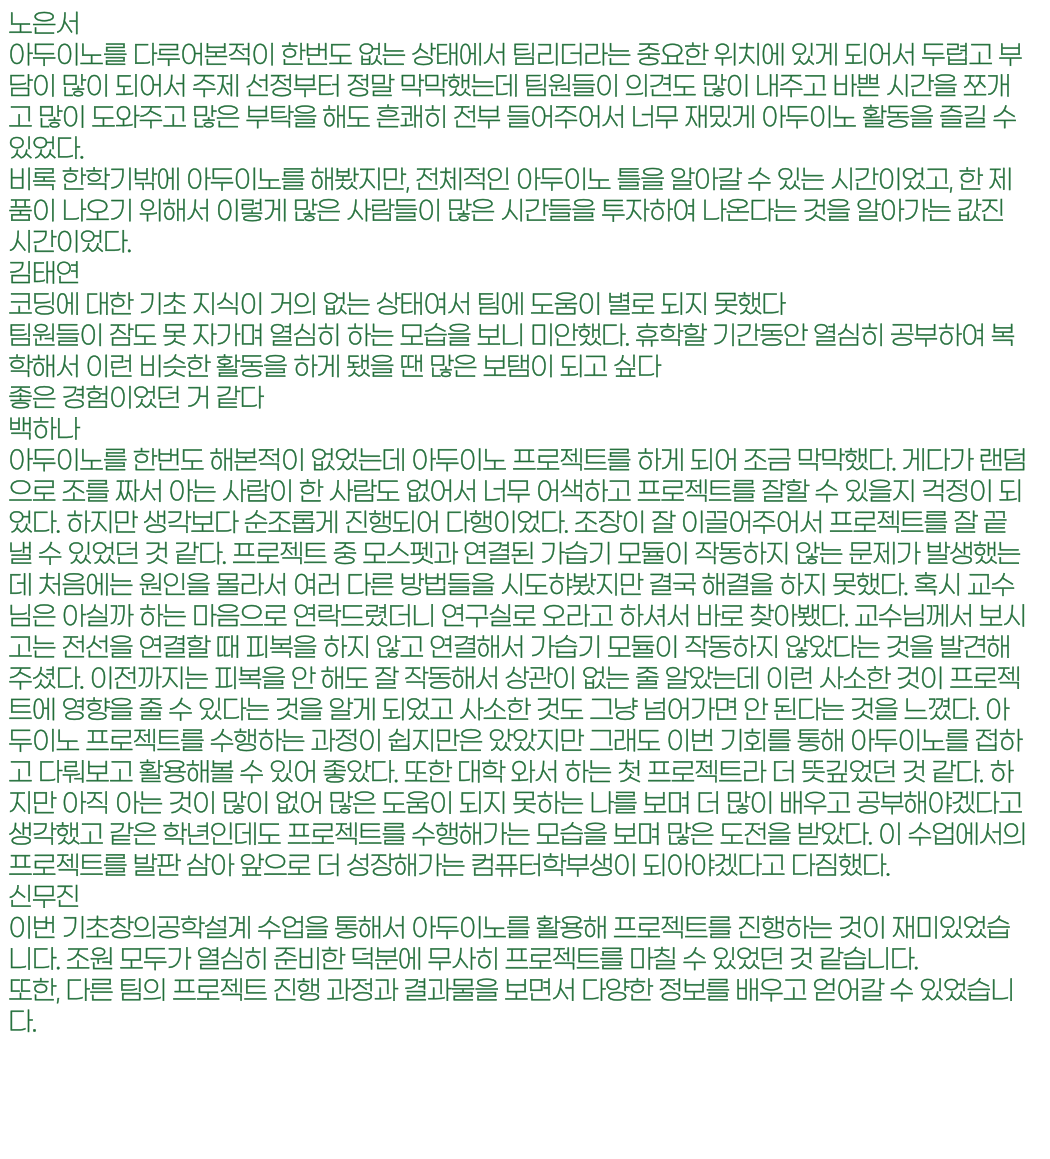 노은서
아두이노를 다루어본적이 한번도 없는 상태에서 팀리더라는 중요한 위치에 있게 되어서 두렵고 부
담이 많이 되어서 주제 선정부터 정말 막막했는데 팀원들이 의견도 많이 내주고 바쁜 시간을 쪼개
고 많이 도와주고 많은 부탁을 해도 흔쾌히 전부 들어주어서 너무 재밌게 아두이노 활동을 즐길 수
있었다.
비록 한학기밖에 아두이노를 해봤지만, 전체적인 아두이노 틀을 알아갈 수 있는 시간이었고, 한 제
품이 나오기 위해서 이렇게 많은 사람들이 많은 시간들을 투자하여 나온다는 것을 알아가는 값진
시간이었다.
김태연
코딩에 대한 기초 지식이 거의 없는 상태여서 팀에 도움이 별로 되지 못했다
팀원들이 잠도 못 자가며 열심히 하는 모습을 보니 미안했다. 휴학할 기간동안 열심히 공부하여 복
학해서 이런 비슷한 활동을 하게 됐을 땐 많은 보탬이 되고 싶다
좋은 경험이었던 거 같다
백하나
아두이노를 한번도 해본적이 없었는데 아두이노 프로젝트를 하게 되어 조금 막막했다. 게다가 랜덤
으로 조를 짜서 아는 사람이 한 사람도 없어서 너무 어색하고 프로젝트를 잘할 수 있을지 걱정이 되
었다. 하지만 생각보다 순조롭게 진행되어 다행이었다. 조장이 잘 이끌어주어서 프로젝트를 잘 끝
낼 수 있었던 것 같다. 프로젝트 중 모스펫과 연결된 가습기 모듈이 작동하지 않는 문제가 발생했는
데 처음에는 원인을 몰라서 여러 다른 방법들을 시도햐봤지만 결국 해결을 하지 못했다. 혹시 교수
님은 아실까 하는 마음으로 연락드렸더니 연구실로 오라고 하셔서 바로 찾아뵀다. 교수님께서 보시
고는 전선을 연결할 때 피복을 하지 않고 연결해서 가습기 모듈이 작동하지 않았다는 것을 발견해
주셨다. 이전까지는 피복을 안 해도 잘 작동해서 상관이 없는 줄 알았는데 이런 사소한 것이 프로젝
트에 영향을 줄 수 있다는 것을 알게 되었고 사소한 것도 그냥 넘어가면 안 된다는 것을 느꼈다. 아
두이노 프로젝트를 수행하는 과정이 쉽지만은 않았지만 그래도 이번 기회를 통해 아두이노를 접하
고 다뤄보고 활용해볼 수 있어 좋았다. 또한 대학 와서 하는 첫 프로젝트라 더 뜻깊었던 것 같다. 하
지만 아직 아는 것이 많이 없어 많은 도움이 되지 못하는 나를 보며 더 많이 배우고 공부해야겠다고
생각했고 같은 학년인데도 프로젝트를 수행해가는 모습을 보며 많은 도전을 받았다. 이 수업에서의
프로젝트를 발판 삼아 앞으로 더 성장해가는 컴퓨터학부생이 되아야겠다고 다짐했다.
신무진
이번 기초창의공학설계 수업을 통해서 아두이노를 활용해 프로젝트를 진행하는 것이 재미있었습
니다. 조원 모두가 열심히 준비한 덕분에 무사히 프로젝트를 마칠 수 있었던 것 같습니다.
또한, 다른 팀의 프로젝트 진행 과정과 결과물을 보면서 다양한 정보를 배우고 얻어갈 수 있었습니
다.